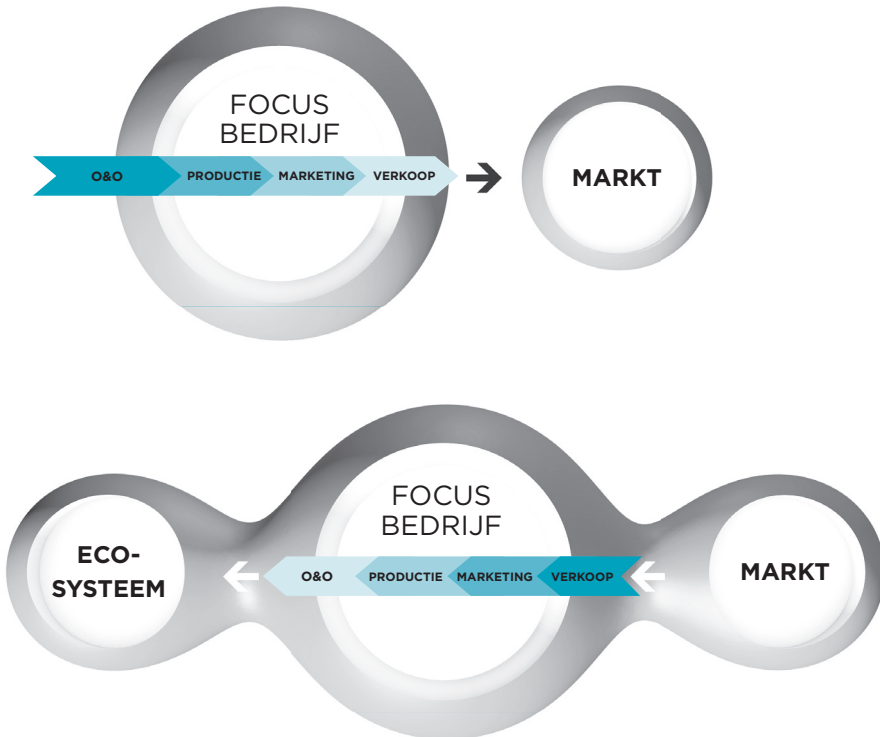 FOCUS
BEDRIJF
O&O
PRODUCTIE
MARKETING
VERKOOP
MARKT
FOCUS
BEDRIJF
ECO-
SYSTEEM
O&O
PRODUCTIE
MARKETING
VERKOOP
MARKT